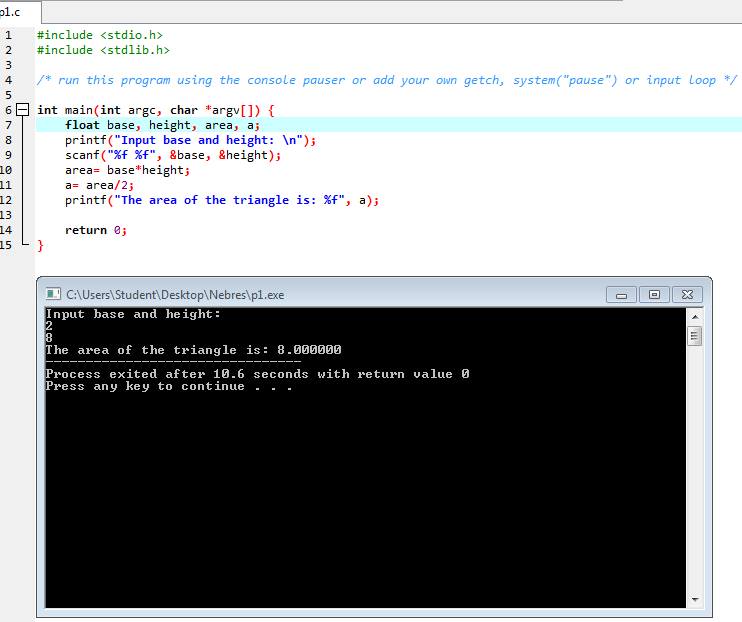 p1.c
1 #include <stdio.h>
2 #include <stdlib.h>
3
4 /* run this program using the console pauser or add your own getch, system("pause") or input loop */
5
6 int main(int argc, char *argv[]) {
7 float base, height, area, a;
8 printf("Input base and height: \n");
9 scanf("%f %f", &base, &height);
10 area= base*height;
11 a= area/2;
12 printf("The area of the triangle is: %f", a);
13
14 return 0;
15 }
C:\Users\Student\Desktop\Nebres\p1.exe
Input base and height:
2
8
The area of the triangle is: 8.000000
--------------------------------
Process exited after 10.6 seconds with return value 0
Press any key to continue . . .